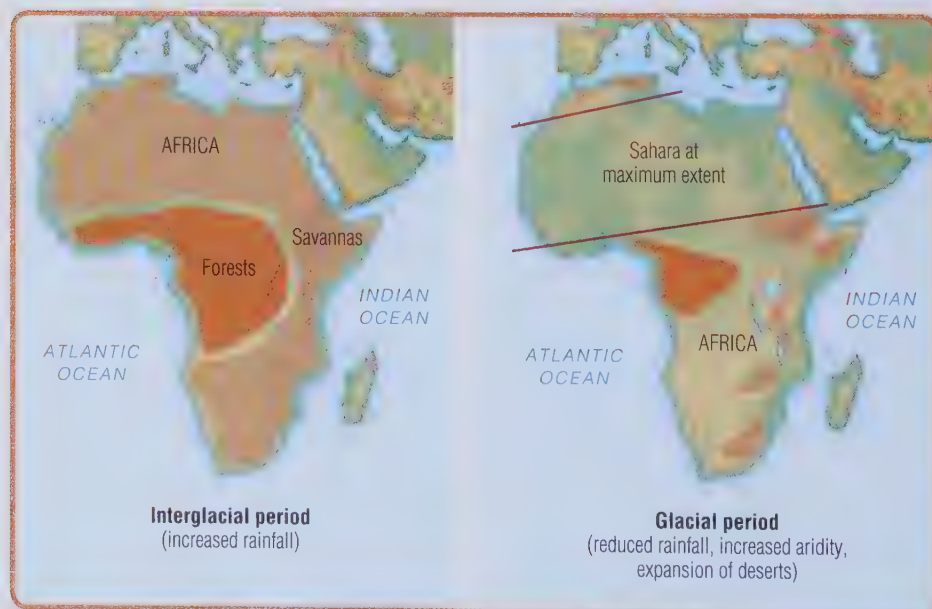 AFRICA
Savannas
Forests
INDIAN
OCEAN
ATLANTIC
OCEAN
Interglacial period
(increased rainfall)
Sahara at
maximum extent
INDIAN
OCEAN
AFRICA
ATLANTIC
OCEAN
Glacial period
(reduced rainfall, increased aridity,
expansion of deserts)